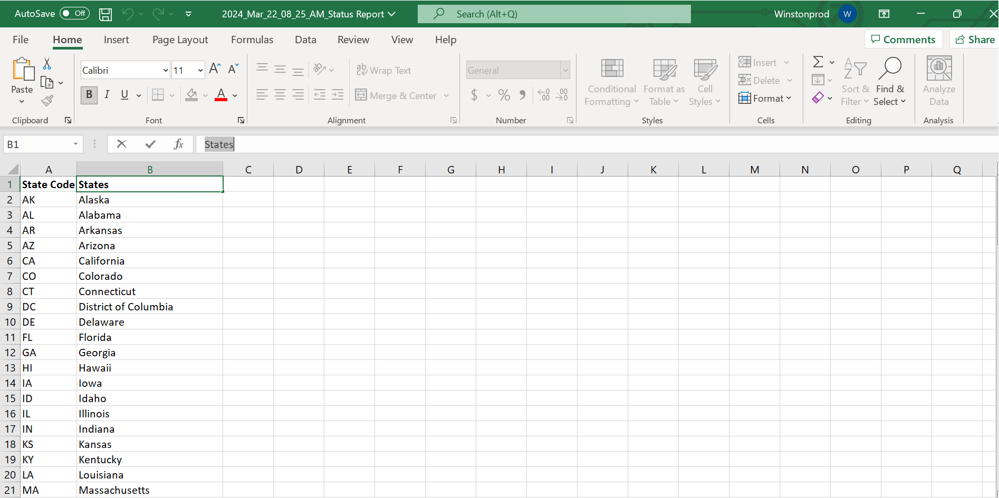 AutoSave Off 2024_Mar_22_08_25_AM_Status Report Search (Alt+Q) Winstonprod W
File Home Insert Page Layout Formulas Data Review View Help Comments Share
Calibri 11 A A ab Wrap Text General Insert
Paste B I U A Merge & Center $ % 9 .00 .00 Conditional Formatting Format as Table Cell Styles Delete Format Sort & Filter Find & Select Analyze Data
Clipboard Font Alignment Number Styles Cells Editing Analysis
B1 fx States
A B C D E F G H I J K L M N O P Q
1 State Code States
2 AK Alaska
3 AL Alabama
4 AR Arkansas
5 AZ Arizona
6 CA California
7 CO Colorado
8 CT Connecticut
9 DC District of Columbia
10 DE Delaware
11 FL Florida
12 GA Georgia
13 HI Hawaii
14 IA Iowa
15 ID Idaho
16 IL Illinois
17 IN Indiana
18 KS Kansas
19 KY Kentucky
20 LA Louisiana
21 MA Massachusetts